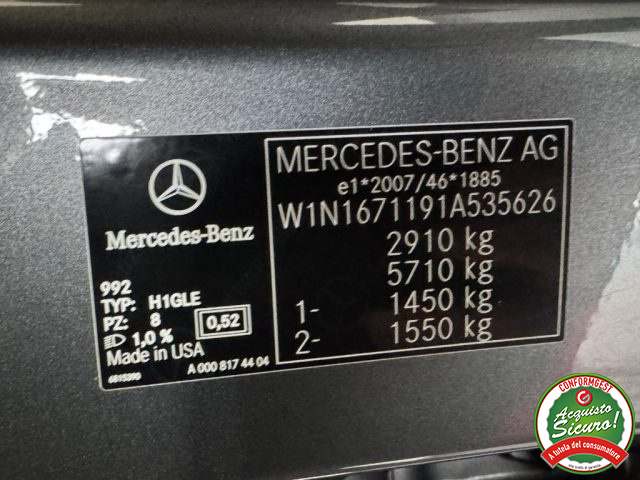 MERCEDES-BENZ AG
e1*2007/46*1885
W1N1671191A535626
2910 kg
5710 kg
1- 1450 kg
2- 1550 kg
Mercedes-Benz
992
TYP: H1GLE
PZ: 8
0,52
1,0 %
Made in USA
A 000 817 44 04
6815390
CONFORMGEST
Acquisto
Sicuro!
A tutela del consumatore